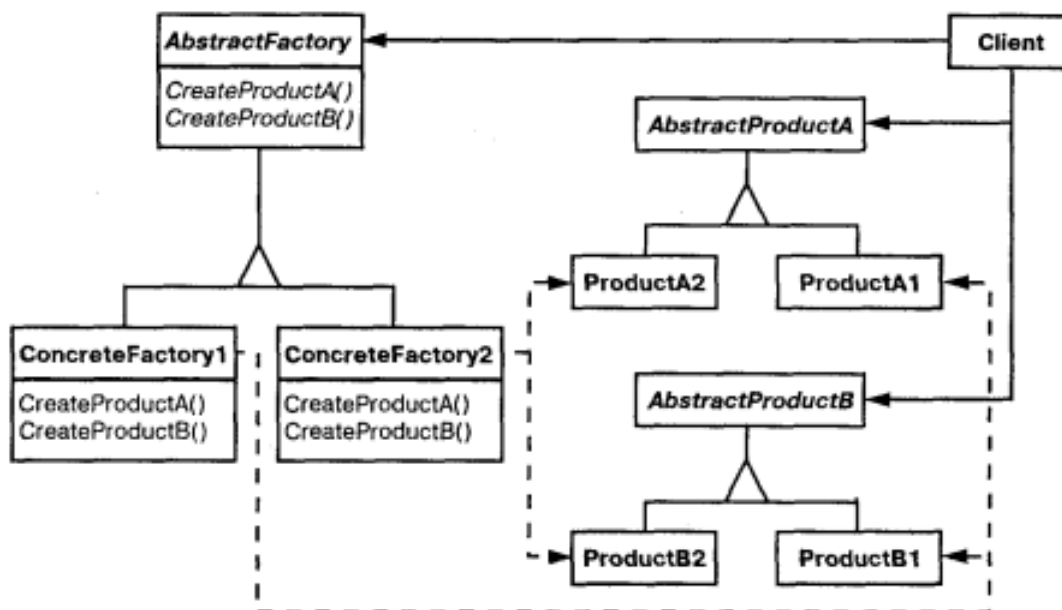 AbstractFactory
CreateProductA()
CreateProductB()
Client
AbstractProductA
ProductA2
ProductA1
ConcreteFactory1
CreateProductA()
CreateProductB()
ConcreteFactory2
CreateProductA()
CreateProductB()
AbstractProductB
ProductB2
ProductB1